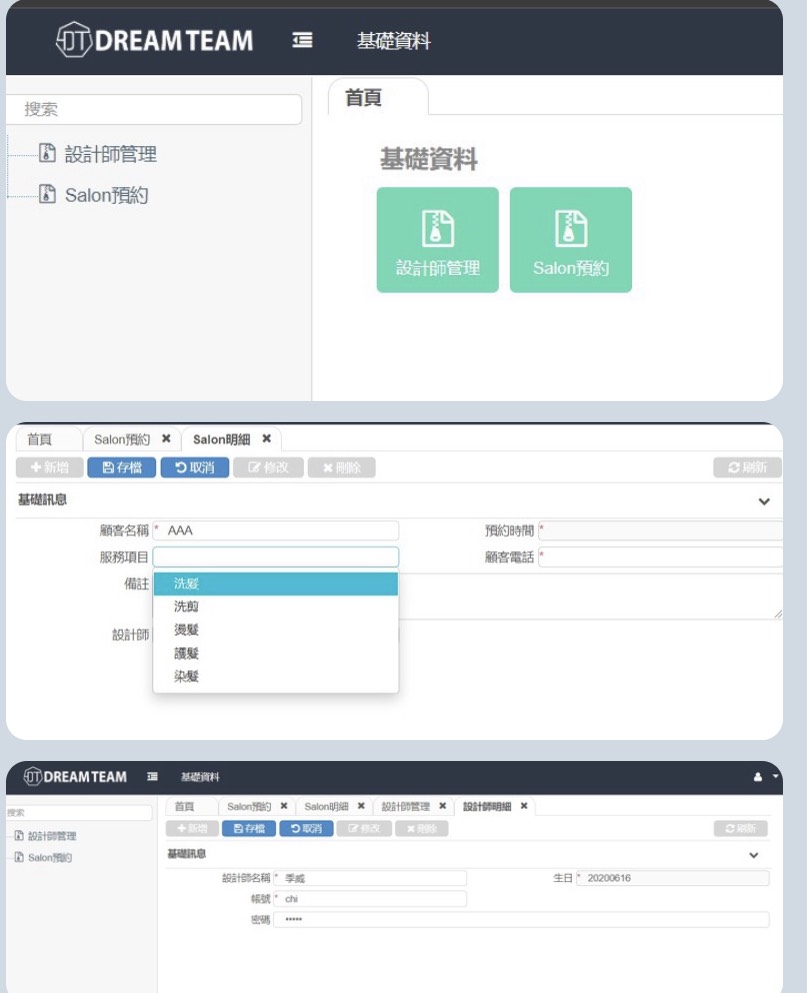 DT DREAM TEAM 基礎資料
搜索
首頁
設計師管理
Salon預約
基礎資料
設計師管理 Salon預約
首頁 Salon預約 ✖ Salon明細 ✖
+新增 存檔 取消 修改 ✖刪除 刷新
基礎訊息
顧客名稱 * AAA 預約時間 *
服務項目 顧客電話 *
備註
洗髮
洗剪
燙髮
護髮
染髮
設計師
DT DREAM TEAM 基礎資料
搜索
首頁 Salon預約 ✖ Salon明細 ✖ 設計師管理 ✖ 設計師明細 ✖
設計師管理
Salon預約
+新增 存檔 取消 修改 ✖刪除 刷新
基礎訊息
設計師名稱 * 季威 生日 * 20200616
帳號 * chi
密碼 •••••